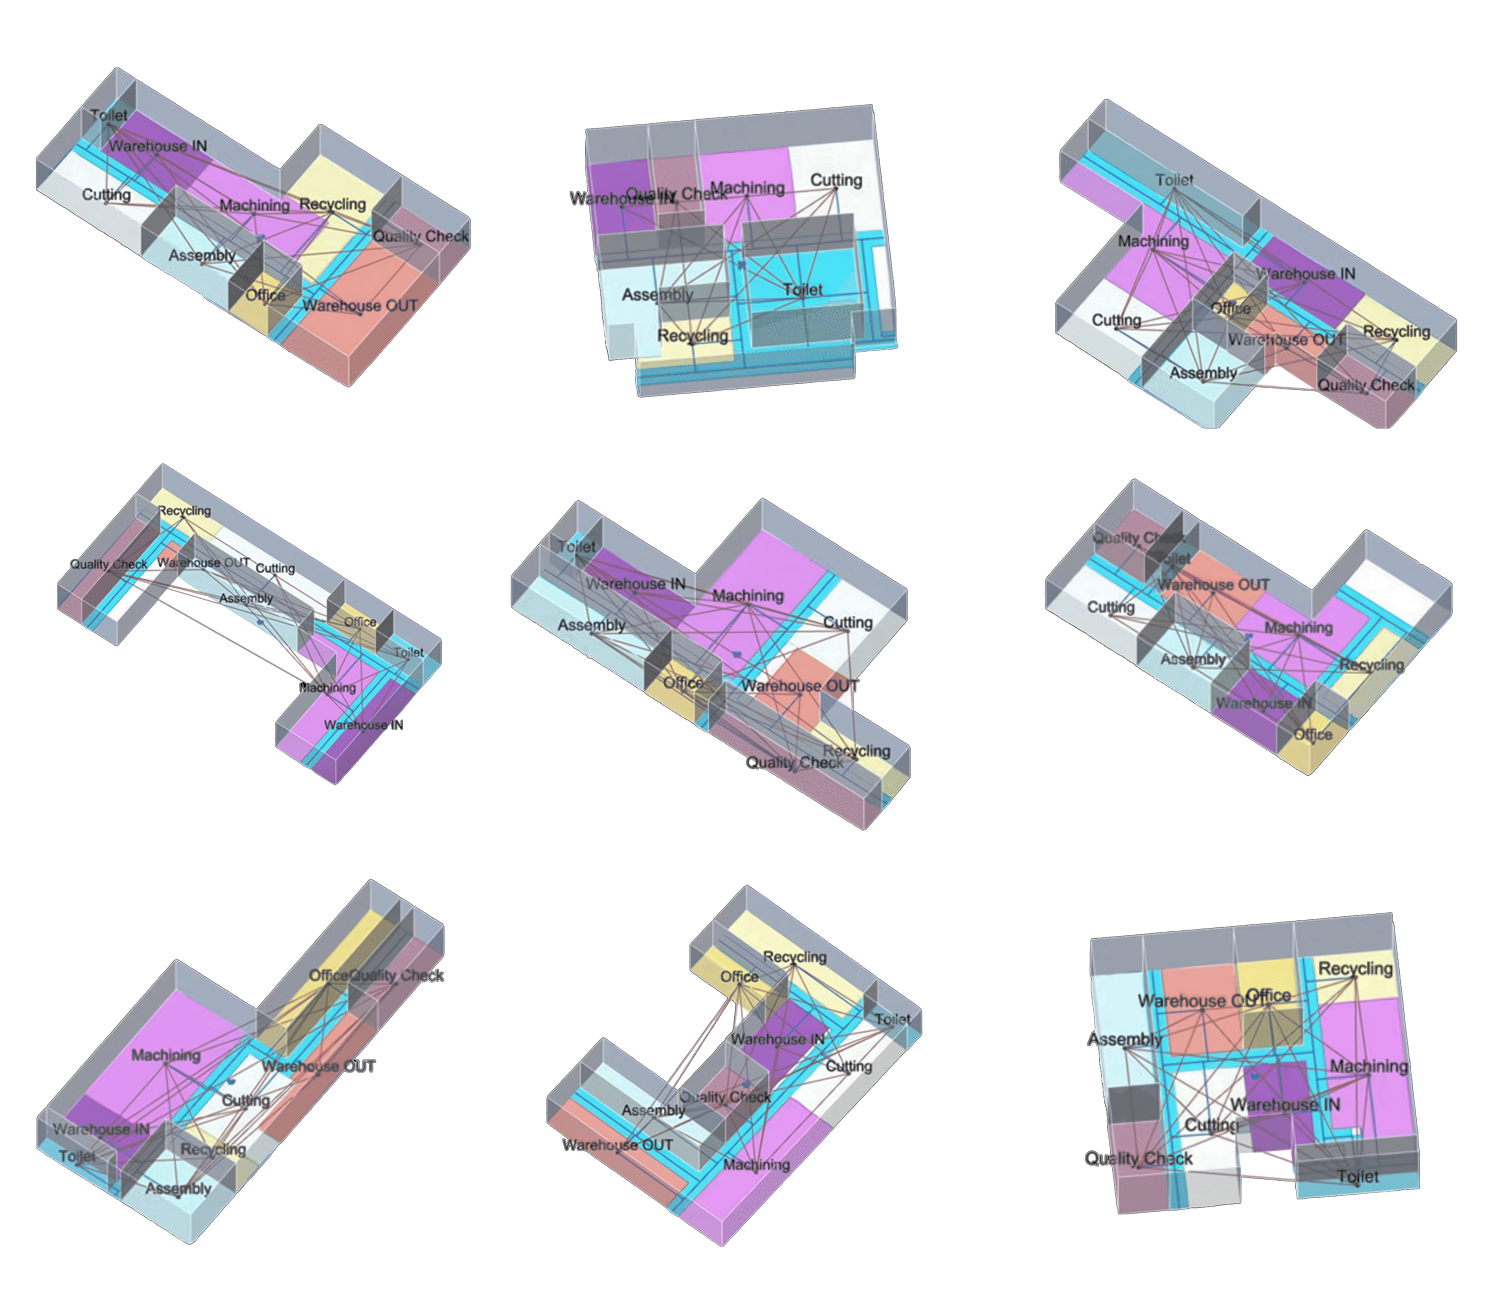 Toilet
Warehouse IN
Cutting
Machining
Recycling
Quality Check
Assembly
Office
Warehouse OUT
Cutting
Machining
Quality Check
Warehouse IN
Toilet
Assembly
Recycling
Toilet
Machining
Warehouse IN
Office
Cutting
Recycling
Warehouse OUT
Assembly
Quality Check
Recycling
Quality Check
Warehouse OUT
Cutting
Assembly
Office
Toilet
Machining
Warehouse IN
Toilet
Warehouse IN
Machining
Assembly
Cutting
Office
Warehouse OUT
Recycling
Quality Check
Quality Check
Toilet
Warehouse OUT
Cutting
Machining
Assembly
Recycling
Warehouse IN
Office
Office
Quality Check
Machining
Warehouse OUT
Cutting
Warehouse IN
Recycling
Toilet
Assembly
Recycling
Office
Toilet
Warehouse IN
Cutting
Quality Check
Assembly
Warehouse OUT
Machining
Recycling
Office
Warehouse OUT
Assembly
Machining
Warehouse IN
Cutting
Quality Check
Toilet